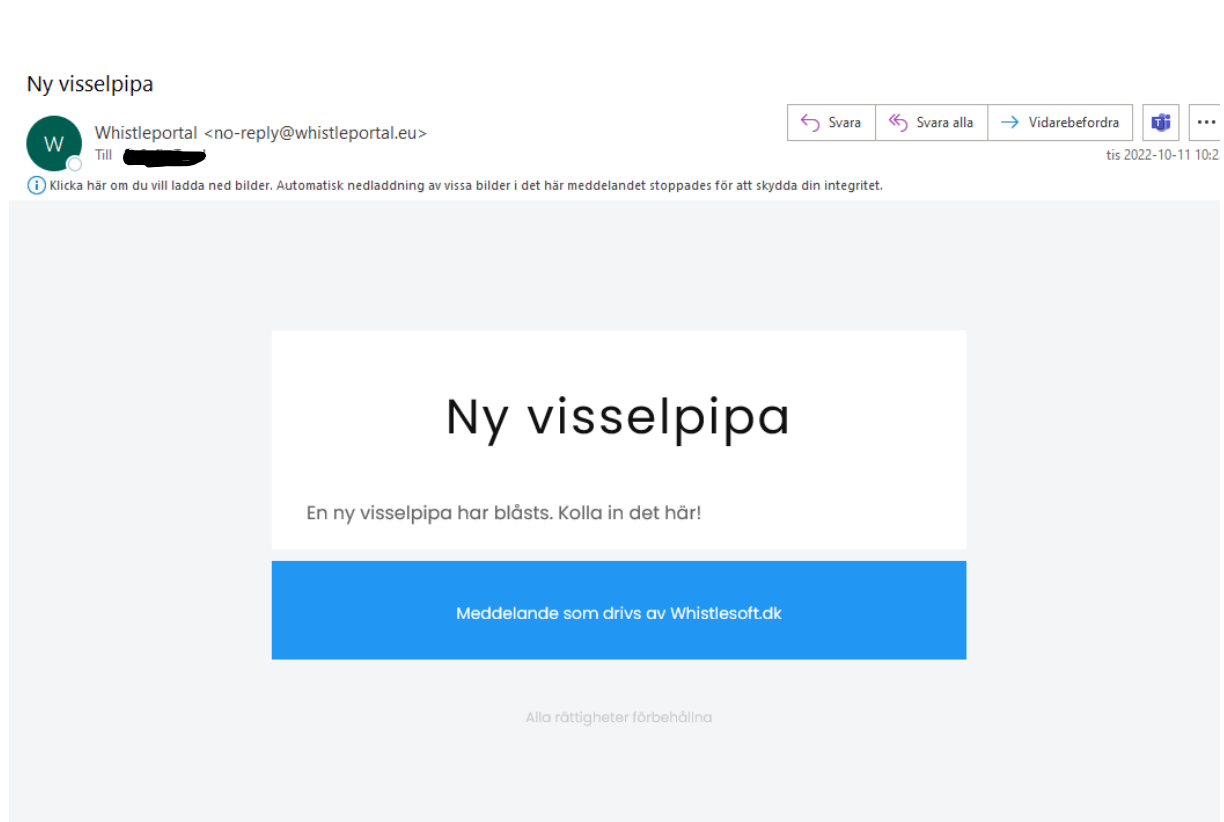 Ny visselpipa
W
Whistleportal <no-reply@whistleportal.eu>
Till
Svara
Svara alla
Vidarebefordra
tis 2022-10-11
Klicka här om du vill ladda ned bilder. Automatisk nedladdning av vissa bilder i det här meddelandet stoppades för att skydda din integritet.
Ny visselpipa
En ny visselpipa har blåsts. Kolla in det här!
Meddelande som drivs av Whistlesoft.dk
Alla rättigheter förbehållna